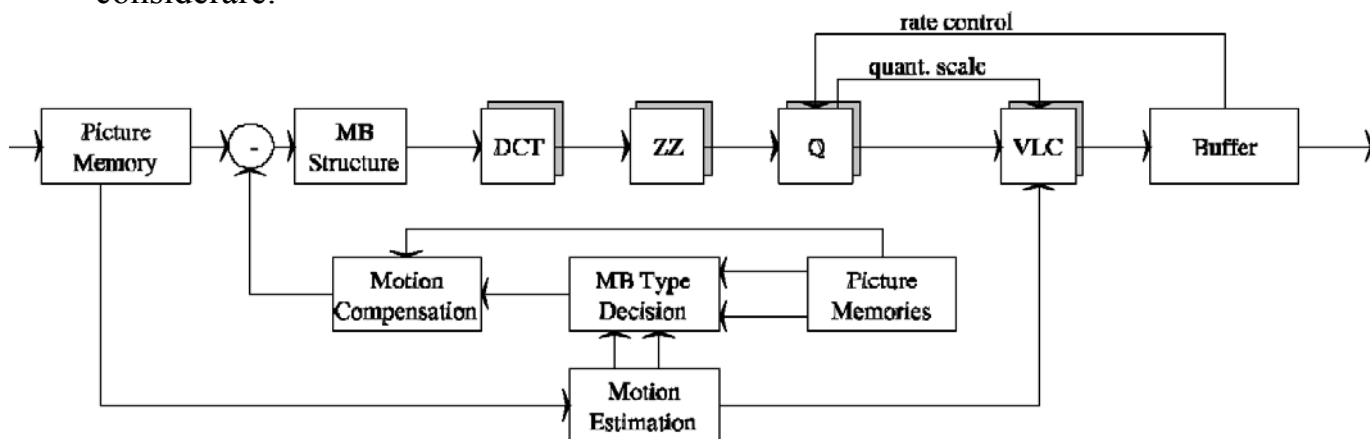 considerare.
rate control
quant. scale
Picture
Memory
-
MB
Structure
DCT
ZZ
Q
VLC
Buffer
Motion
Compensation
MB Type
Decision
Picture
Memories
Motion
Estimation